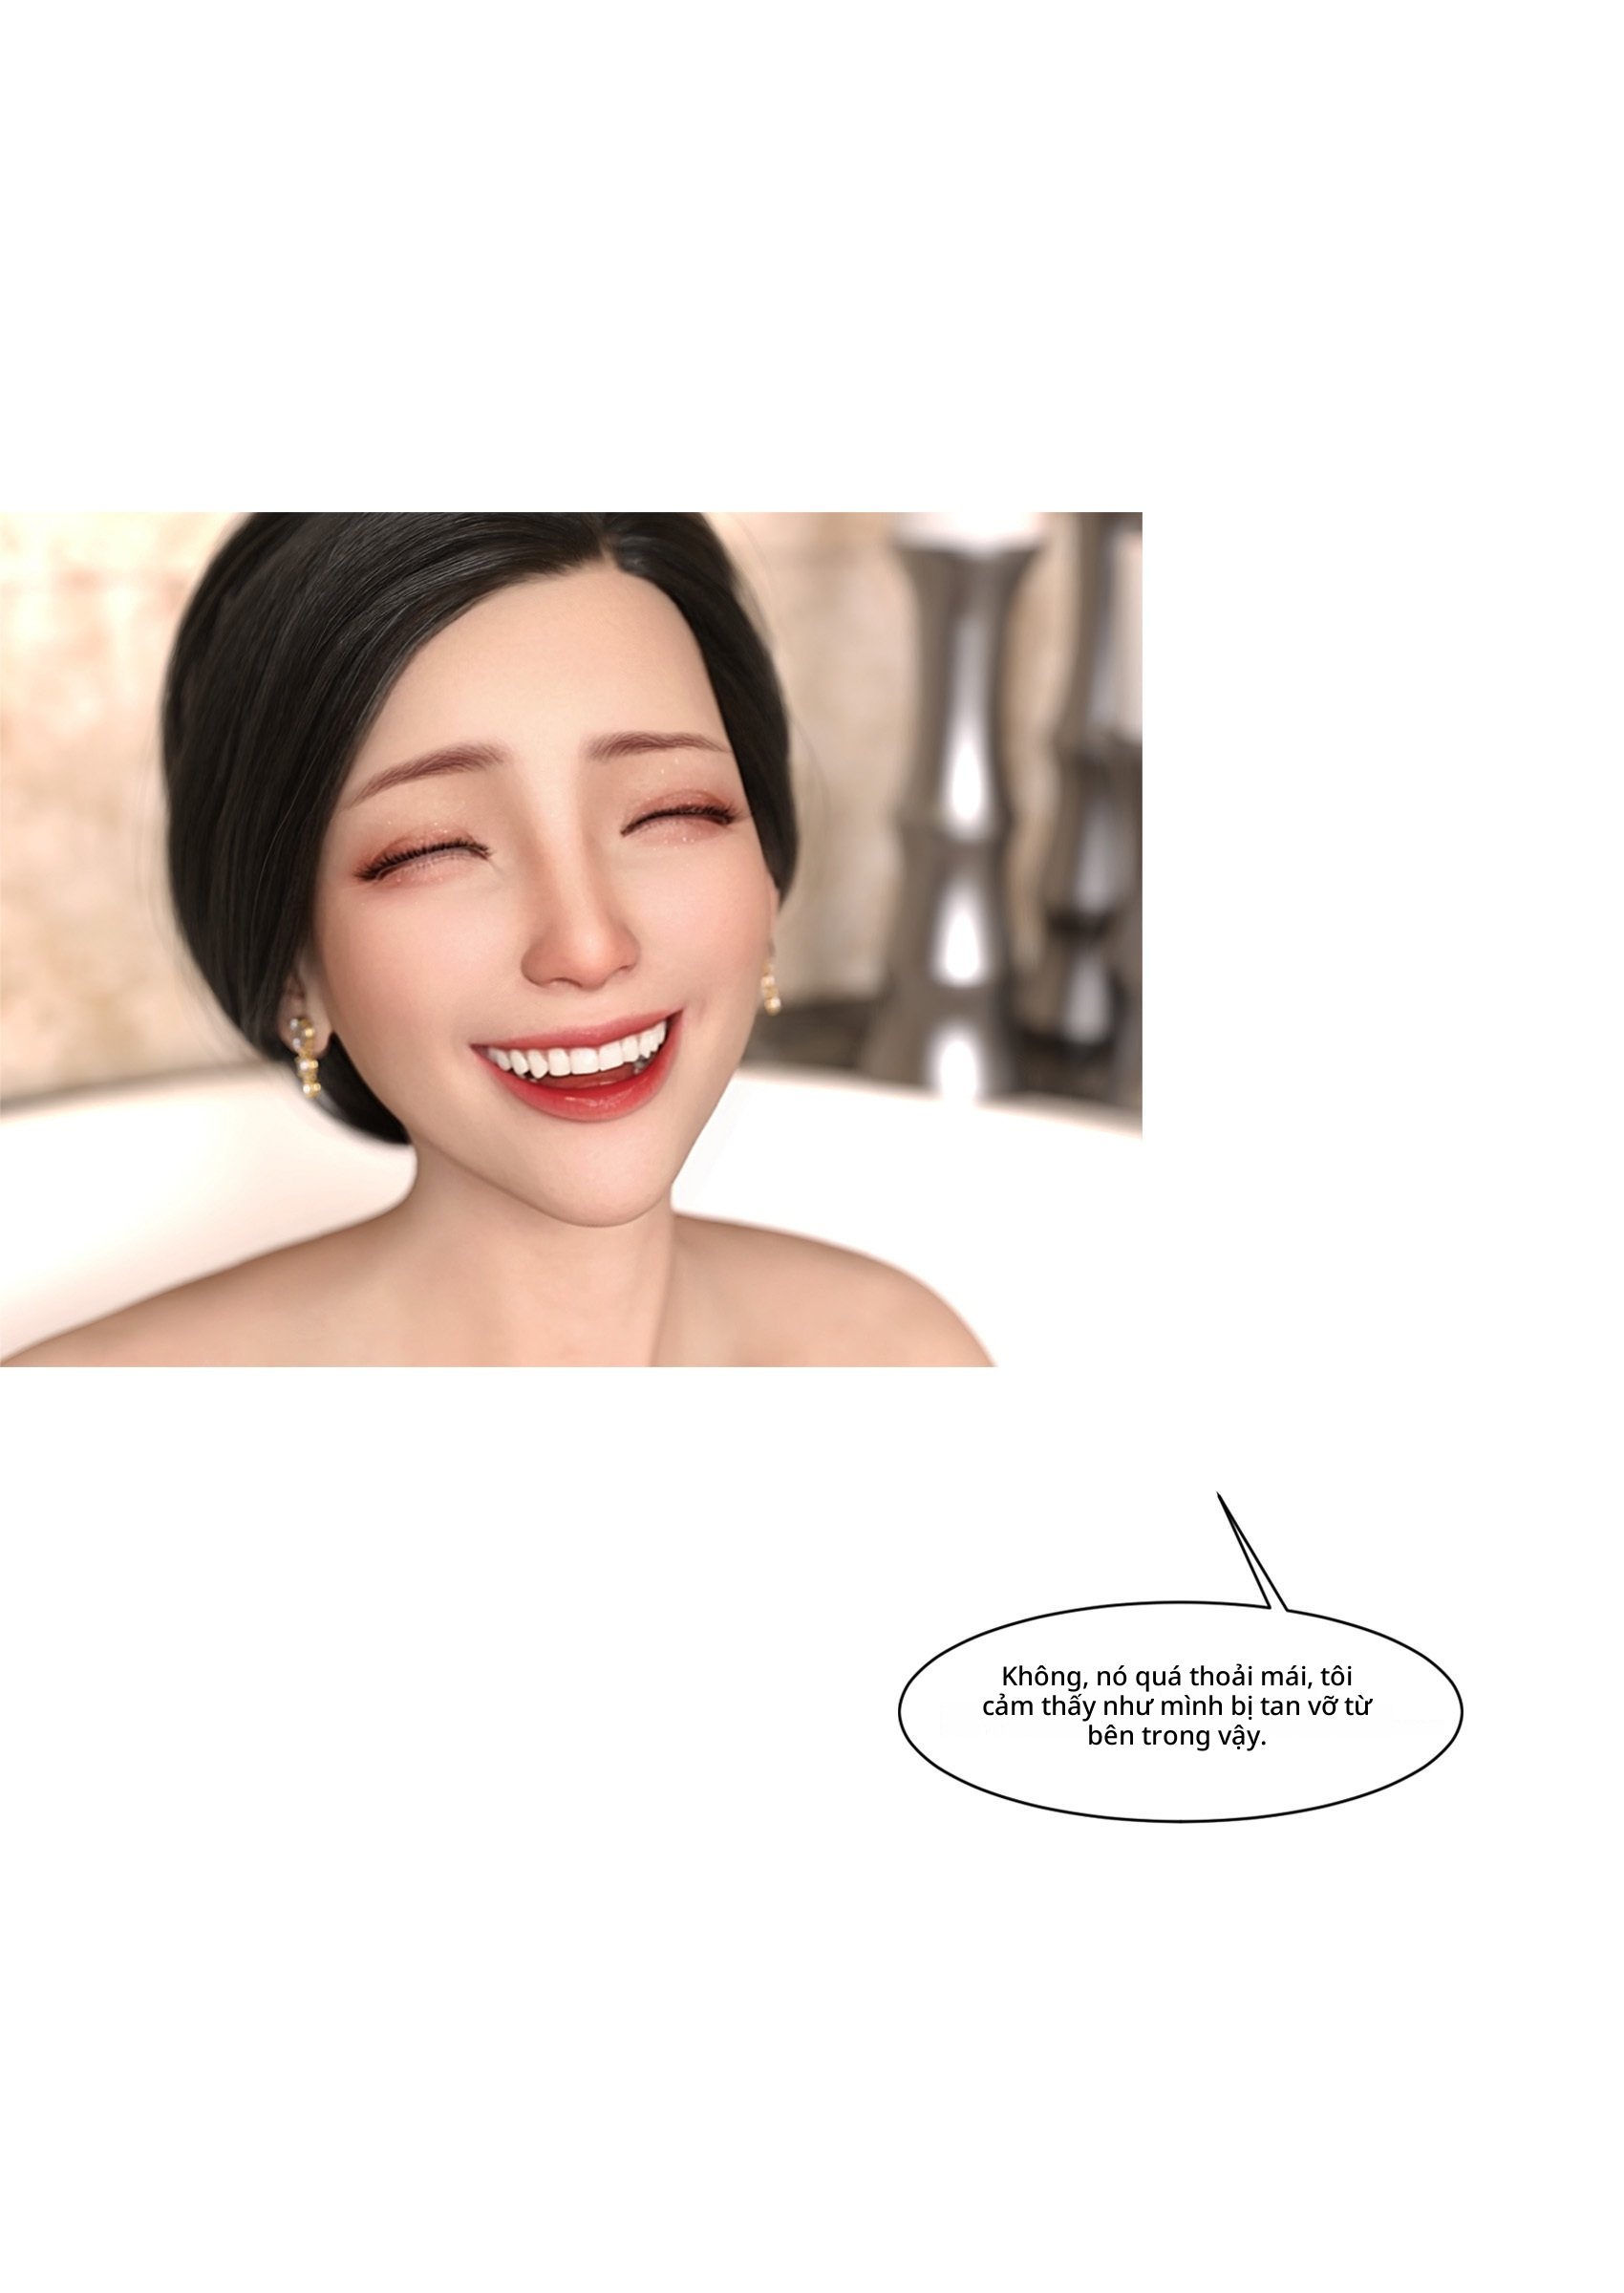 Không, nó quá thoải mái, tôi
cảm thấy như mình bị tan vỡ từ
bên trong vậy.